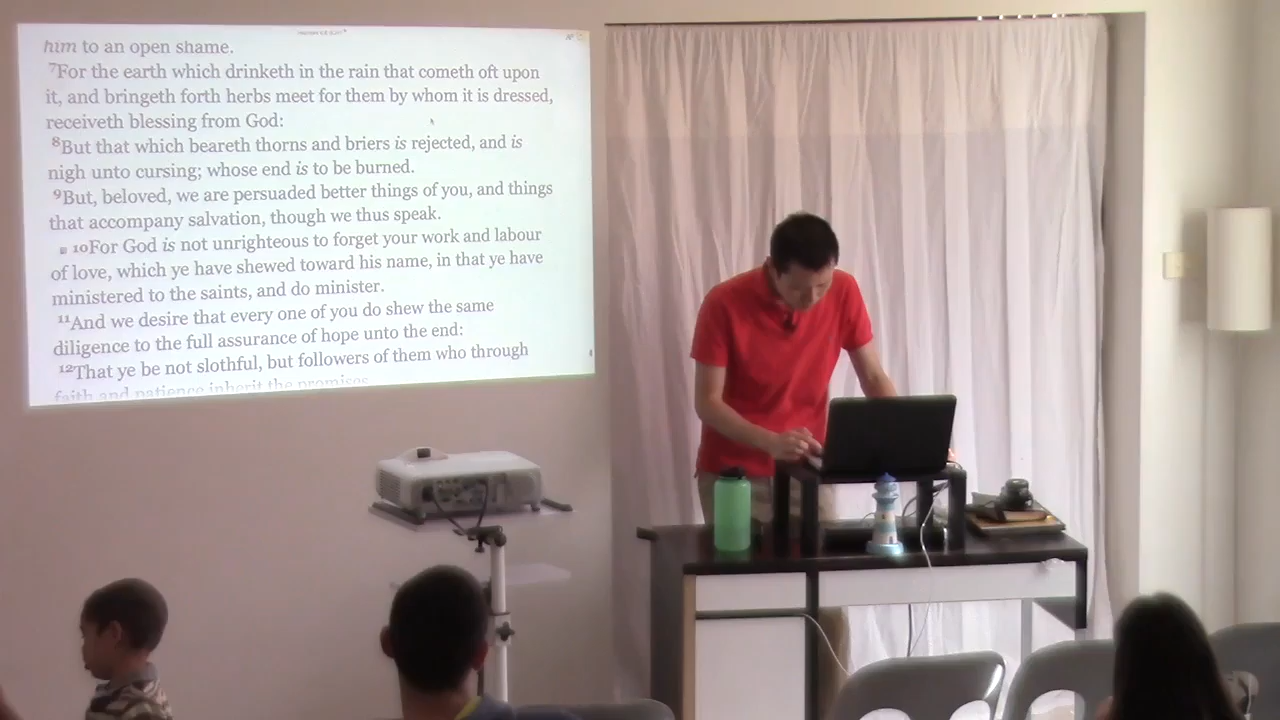 him to an open shame.
7For the earth which drinketh in the rain that cometh oft upon
it, and bringeth forth herbs meet for them by whom it is dressed,
receiveth blessing from God:
8But that which beareth thorns and briers is rejected, and is
nigh unto cursing; whose end is to be burned.
9But, beloved, we are persuaded better things of you, and things
that accompany salvation, though we thus speak.
10For God is not unrighteous to forget your work and labour
of love, which ye have shewed toward his name, in that ye have
ministered to the saints, and do minister.
11And we desire that every one of you do shew the same
diligence to the full assurance of hope unto the end:
12That ye be not slothful, but followers of them who through
faith and patience inherit the promises